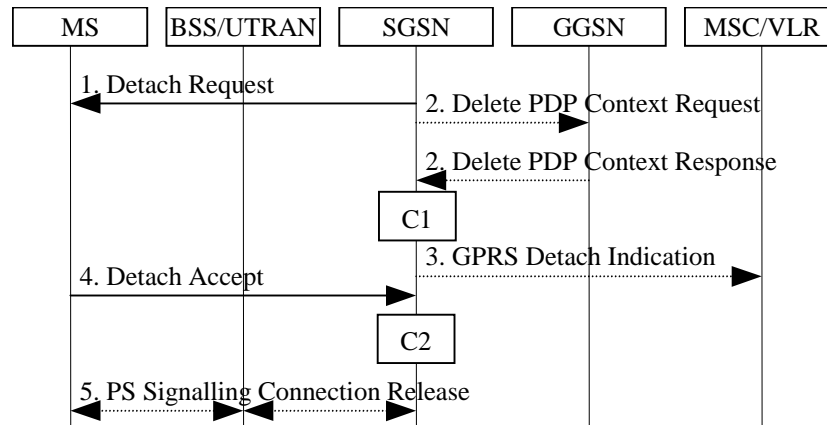 MS
BSS/UTRAN
SGSN
GGSN
MSC/VLR
1. Detach Request
2. Delete PDP Context Request
2. Delete PDP Context Response
C1
3. GPRS Detach Indication
4. Detach Accept
C2
5. PS Signalling Connection Release